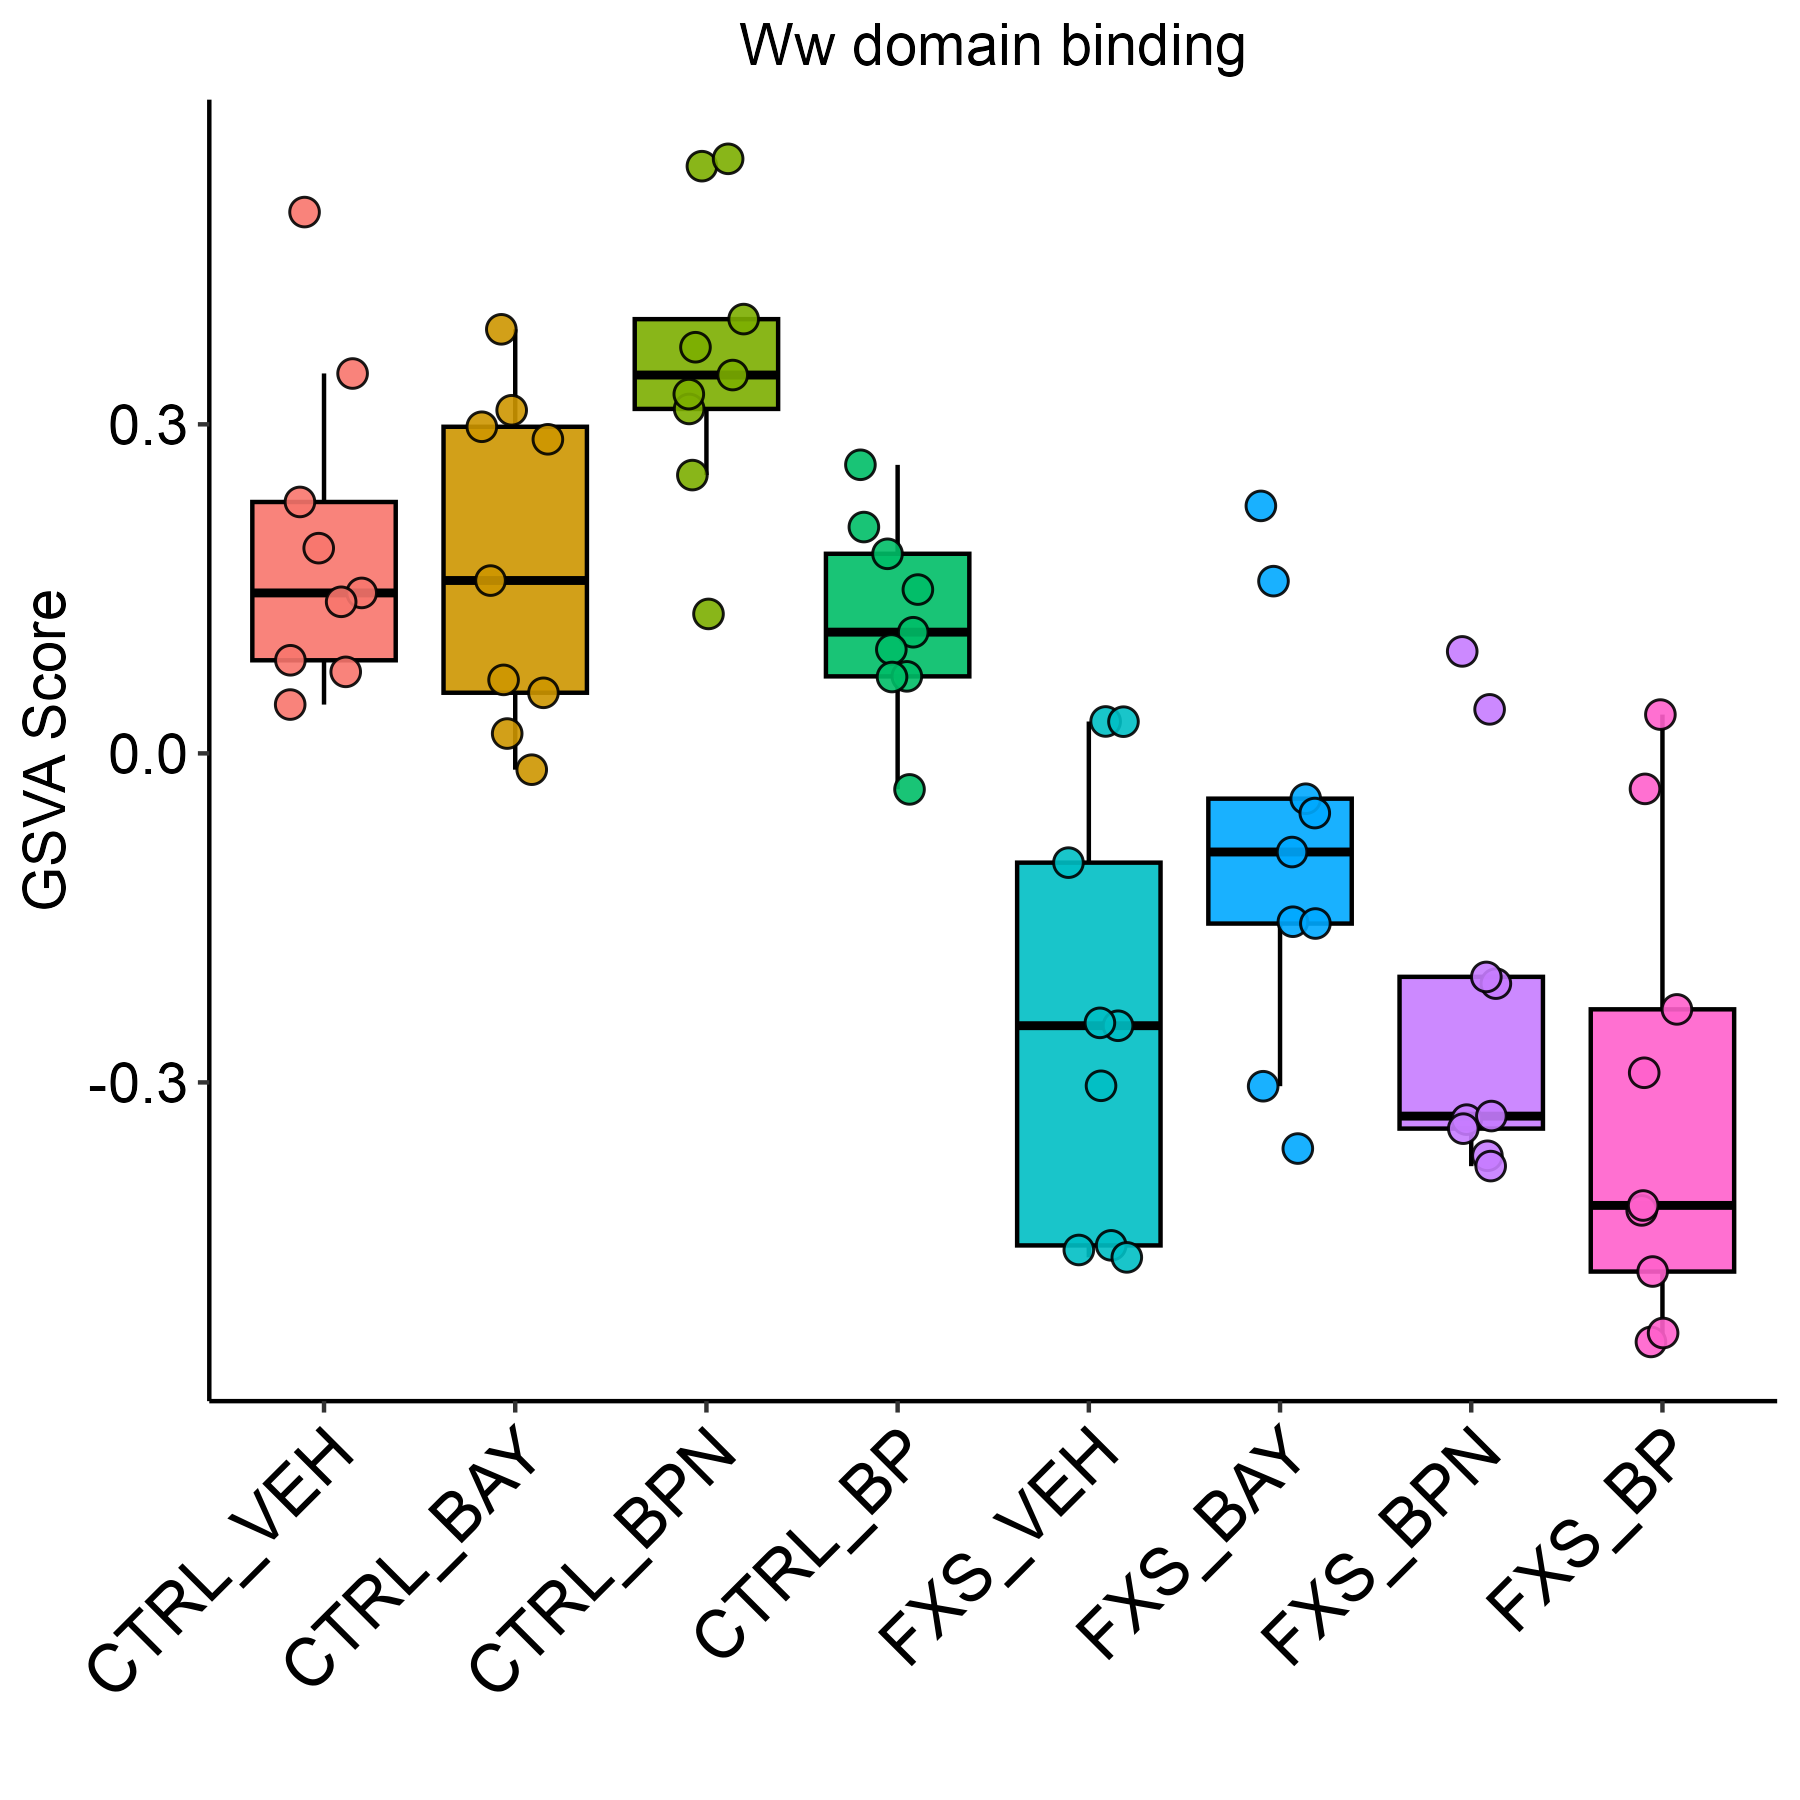 Ww domain binding
GSVA Score
0.3
0.0
-0.3
CTRL_VEH
CTRL_BAY
CTRL_BPN
CTRL_BP
FXS_VEH
FXS_BAY
FXS_BPN
FXS_BP